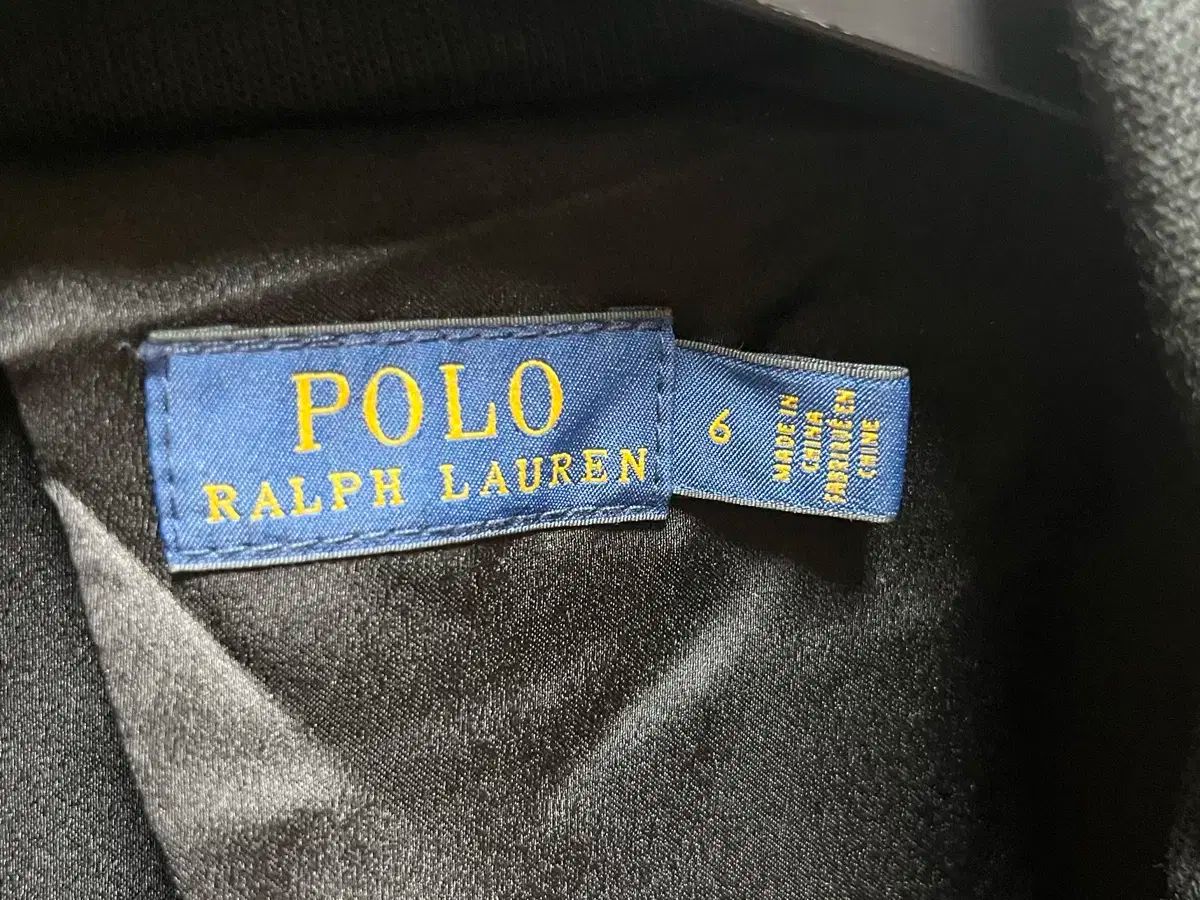 POLO
RALPH LAUREN
6
MADE IN
CHINA
FABRIQUÉ EN
CHINE